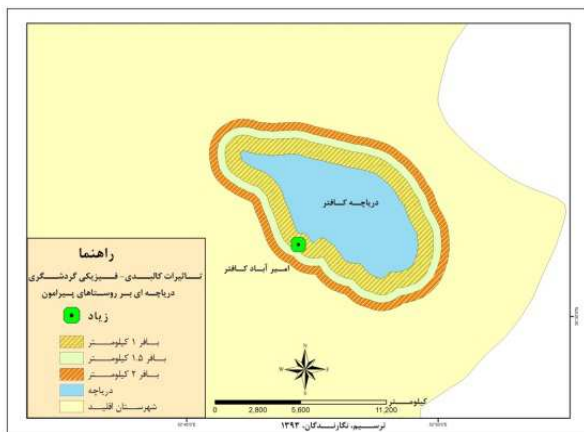 دریاچه کافتر
امیر آباد کافتر
راهنما
تاثیرات کالبدی- فیزیکی گردشگری
دریاچه ای بر روستاهای پیرامون
زیاد
بافر ۱ کیلومتر
بافر ۱.۵ کیلومتر
بافر ۲ کیلومتر
دریاچه
شهرستان اقلید
N
W
E
S
کیلومتر
0 2,800 5,600 11,200
ترسیم، نگارندگان، ۱۳۹۳